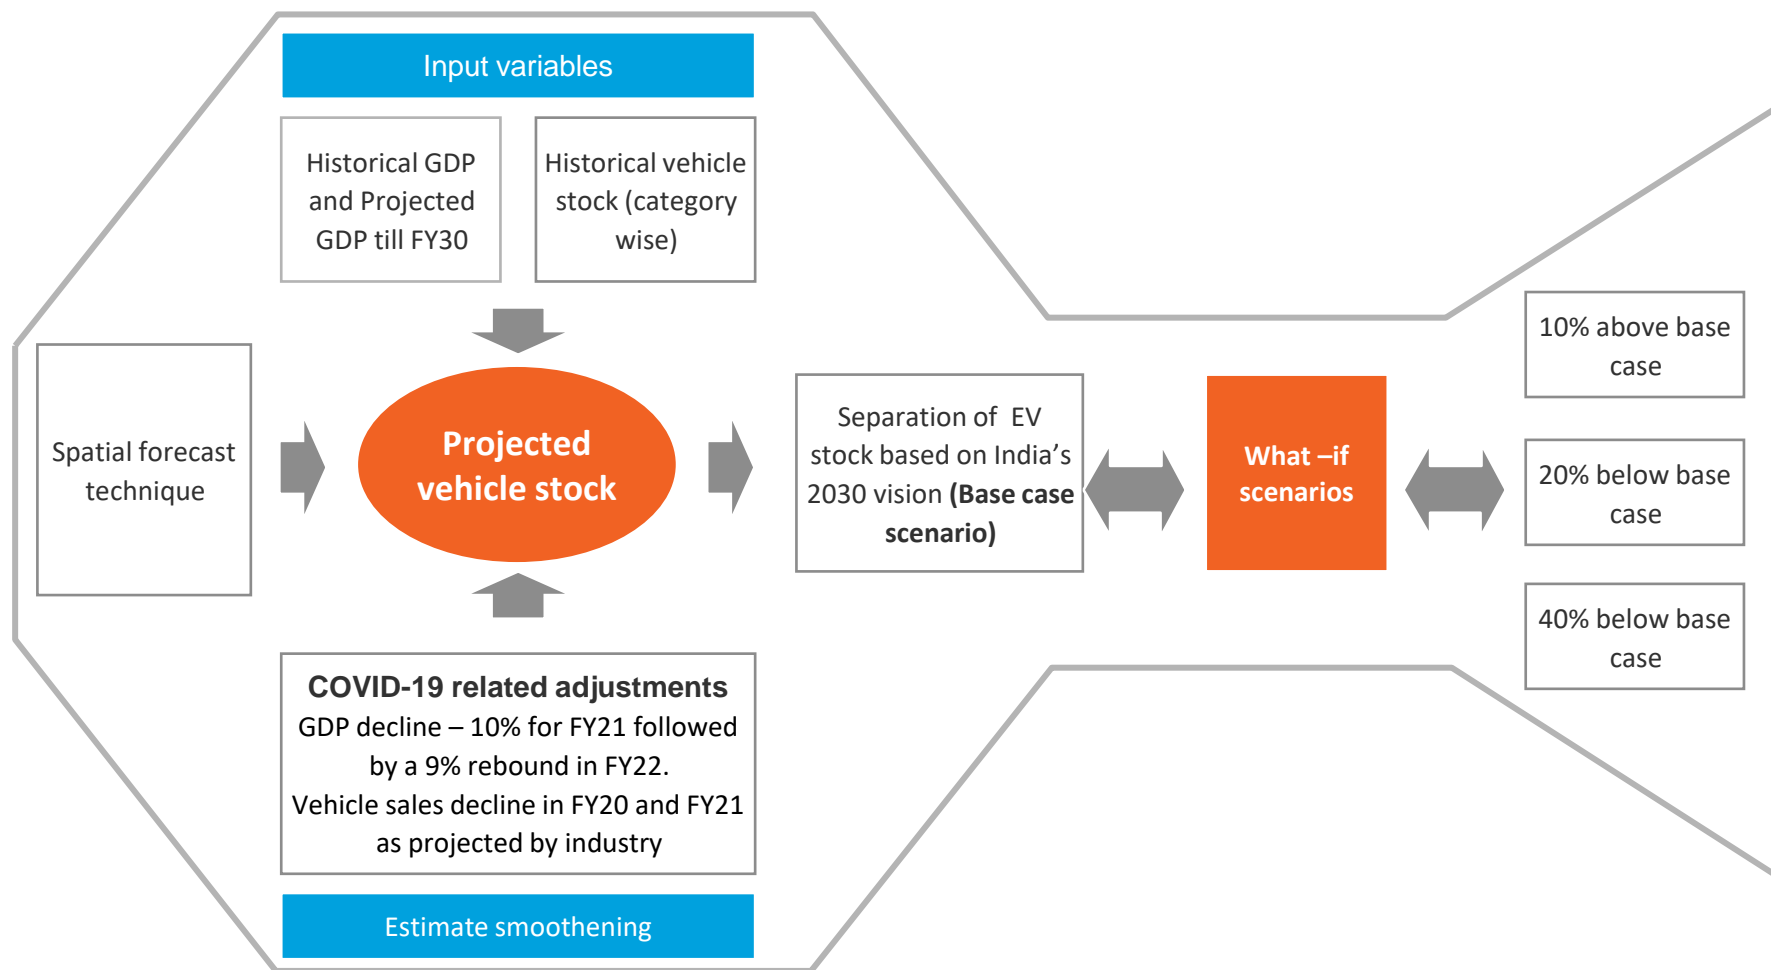 Input variables
Historical GDP
and Projected
GDP till FY30
Historical vehicle
stock (category
wise)
Spatial forecast
technique
Projected
vehicle stock
Separation of  EV
stock based on India’s
2030 vision (Base case
scenario)
What –if
scenarios
10% above base
case
20% below base
case
40% below base
case
COVID-19 related adjustments
GDP decline – 10% for FY21 followed
by a 9% rebound in FY22.
Vehicle sales decline in FY20 and FY21
as projected by industry
Estimate smoothening